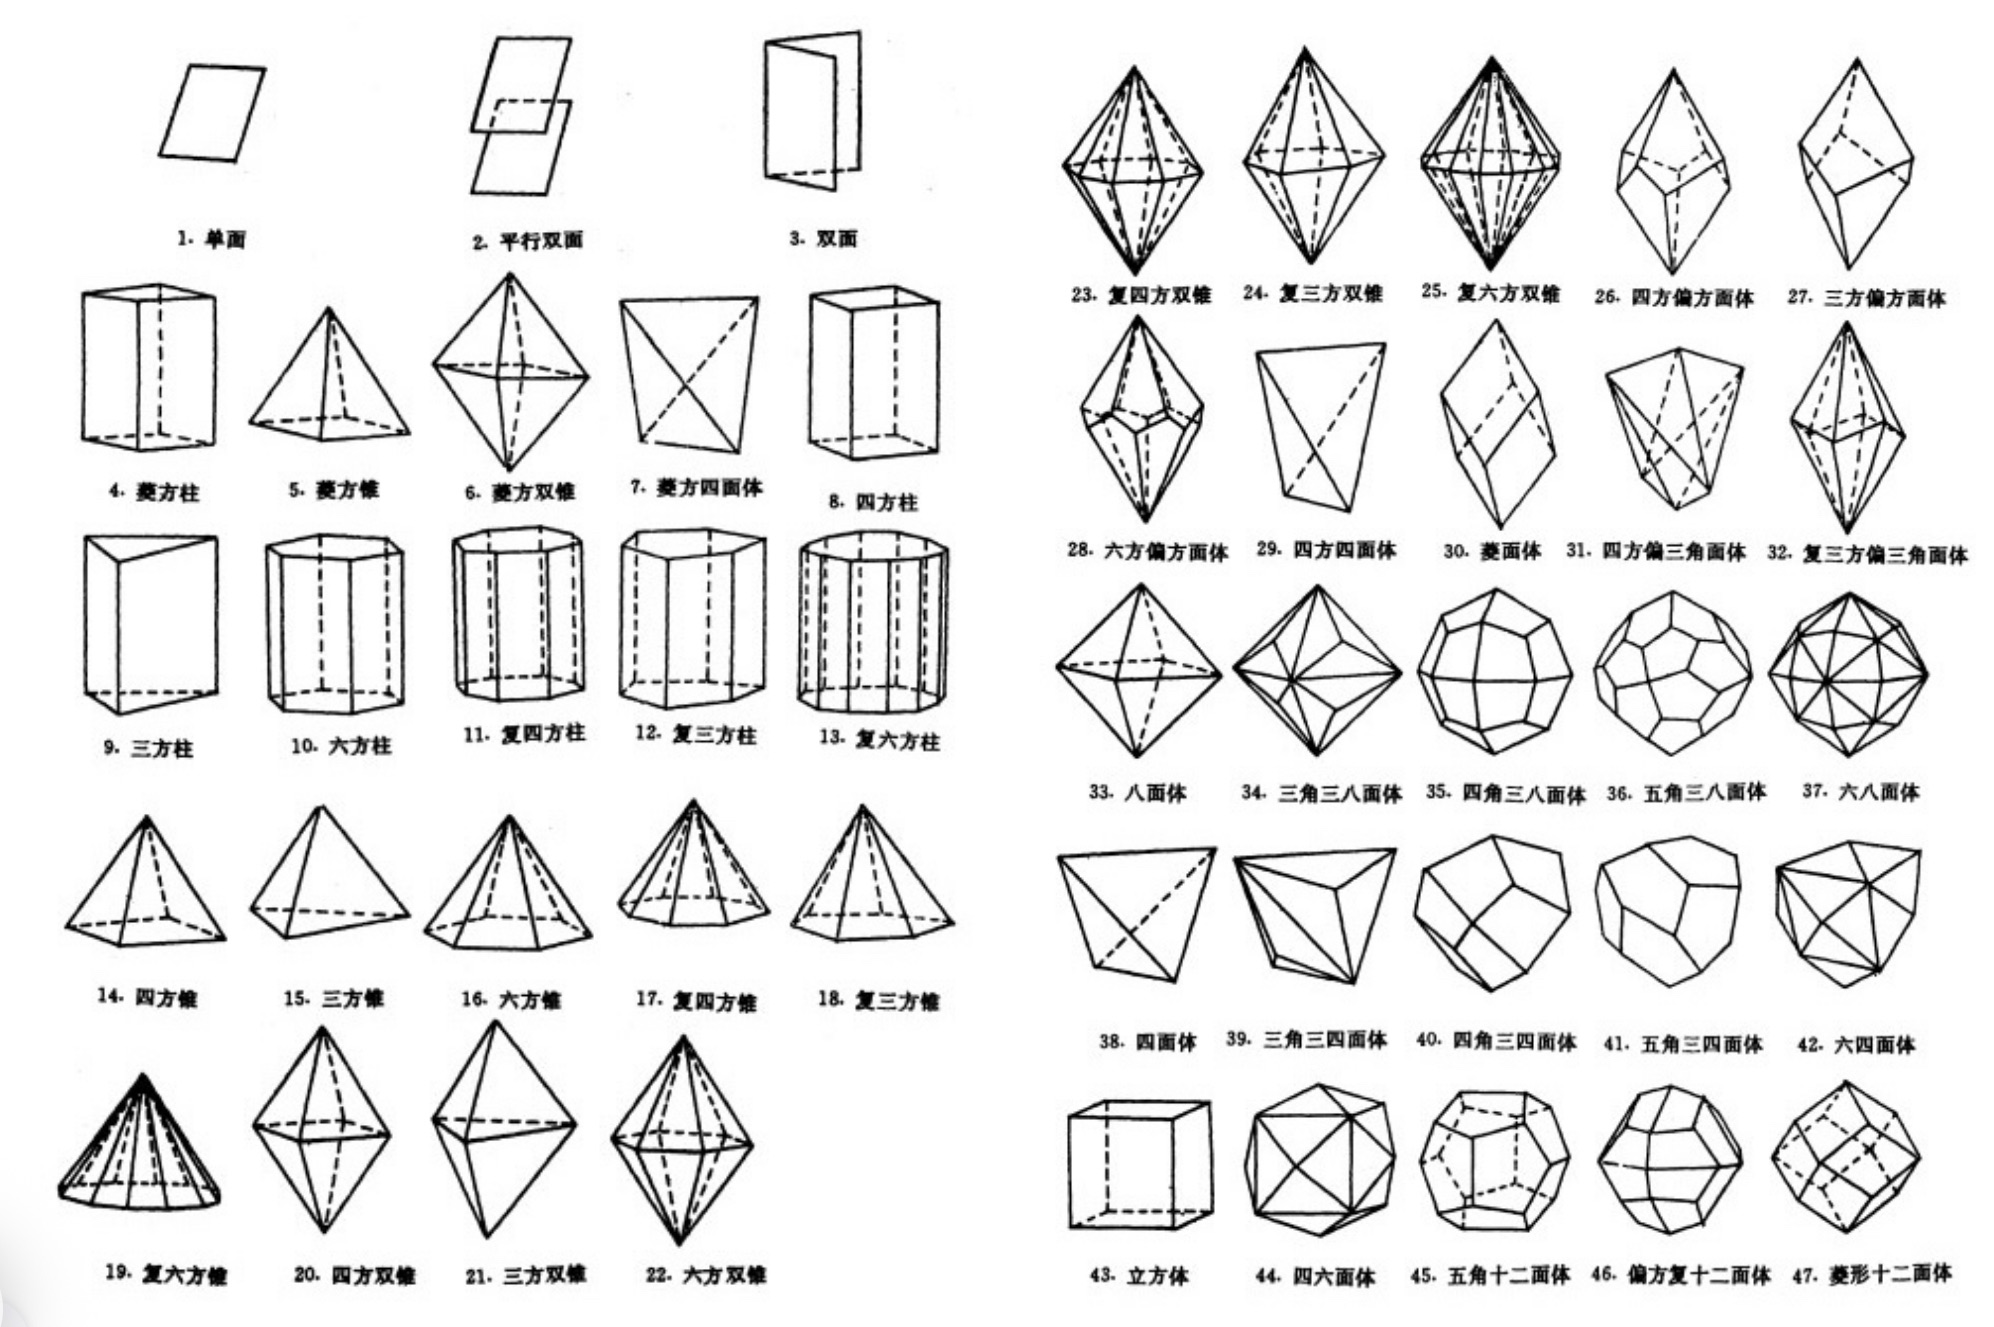 1. 单面
2. 平行双面
3. 双面
4. 菱方柱
5. 菱方锥
6. 菱方双锥
7. 菱方四面体
8. 四方柱
9. 三方柱
10. 六方柱
11. 复四方柱
12. 复三方柱
13. 复六方柱
14. 四方锥
15. 三方锥
16. 六方锥
17. 复四方锥
18. 复三方锥
19. 复六方锥
20. 四方双锥
21. 三方双锥
22. 六方双锥
23. 复四方双锥
24. 复三方双锥
25. 复六方双锥
26. 四方偏方面体
27. 三方偏方面体
28. 六方偏方面体
29. 四方四面体
30. 菱面体
31. 四方偏三角面体
32. 复三方偏三角面体
33. 八面体
34. 三角三八面体
35. 四角三八面体
36. 五角三八面体
37. 六八面体
38. 四面体
39. 三角三四面体
40. 四角三四面体
41. 五角三四面体
42. 六四面体
43. 立方体
44. 四六面体
45. 五角十二面体
46. 偏方复十二面体
47. 菱形十二面体